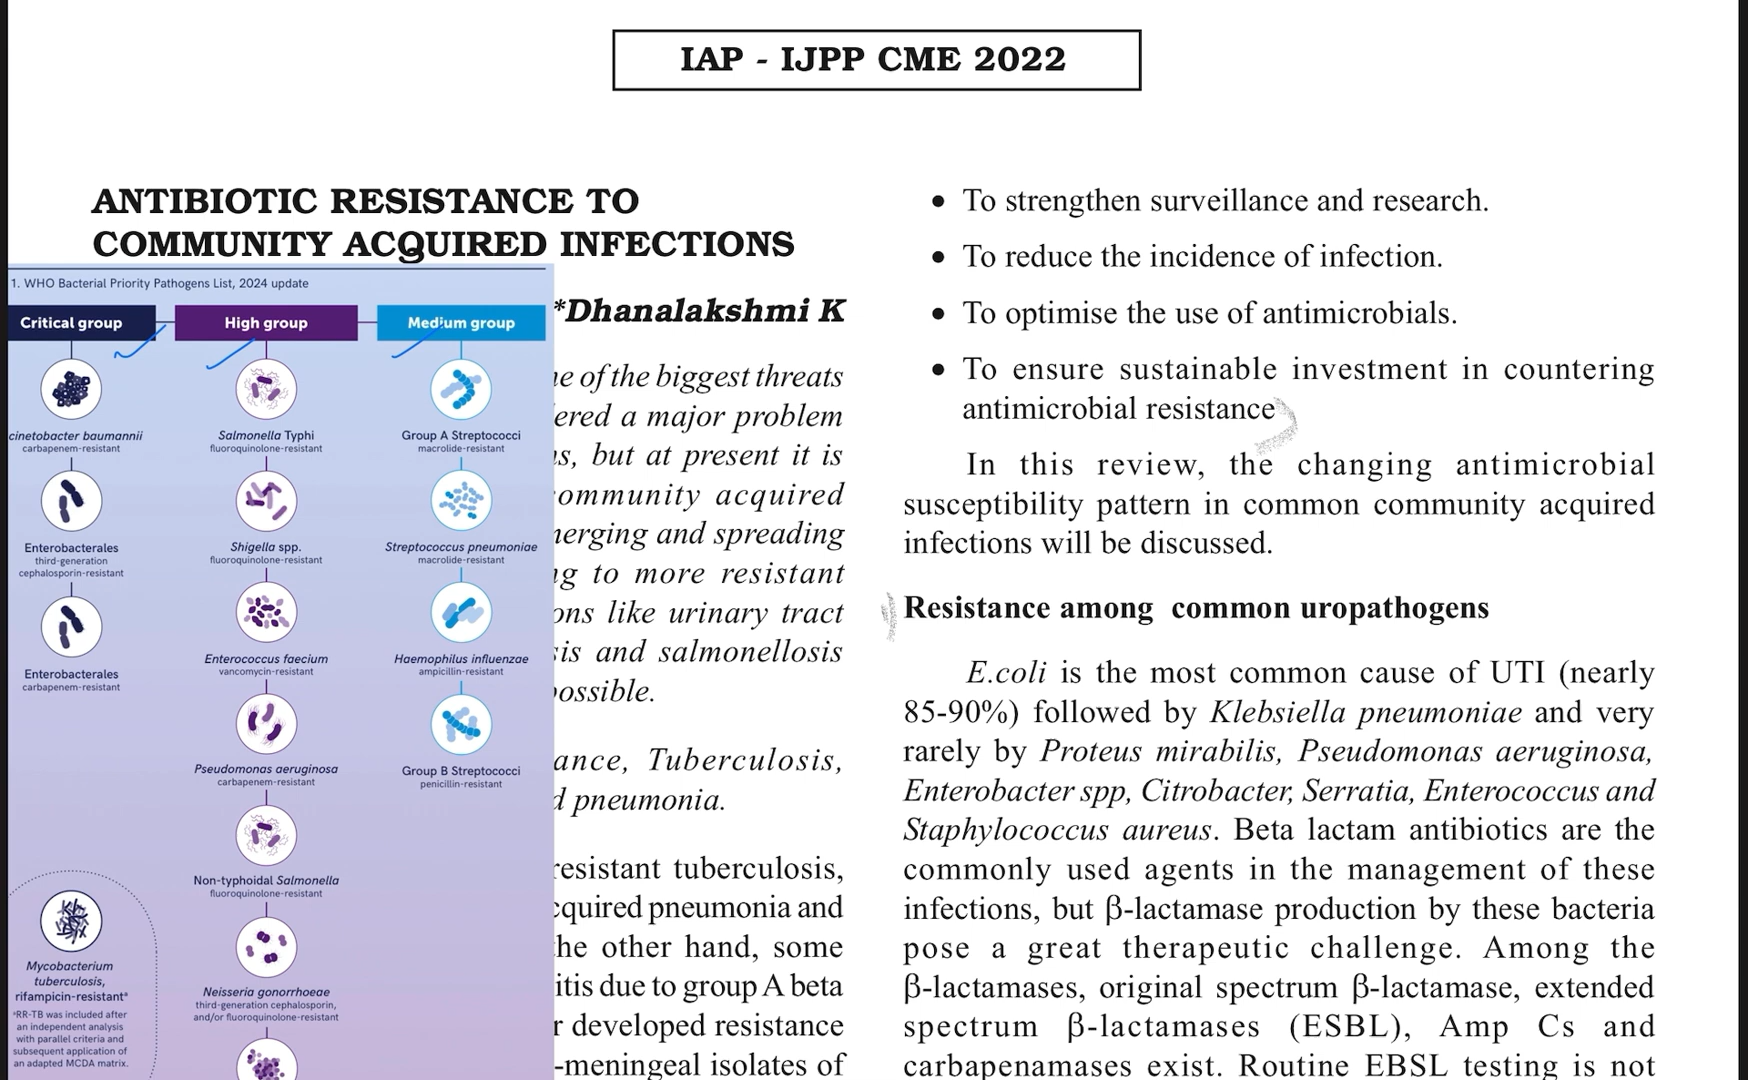 IAP - IJPP CME 2022
ANTIBIOTIC RESISTANCE TO
COMMUNITY ACQUIRED INFECTIONS
*Dhanalakshmi K
ne of the biggest threats
ered a major problem
ns, but at present it is
ommunity acquired
nerging and spreading
ng to more resistant
ons like urinary tract
sis and salmonellosis
possible.
ance, Tuberculosis,
d pneumonia.
resistant tuberculosis,
cquired pneumonia and
the other hand, some
itis due to group A beta
r developed resistance
-meningeal isolates of
1. WHO Bacterial Priority Pathogens List, 2024 update
Critical group
cinetobacter baumannii
carbapenem-resistant
Enterobacterales
third-generation
cephalosporin-resistant
Enterobacterales
carbapenem-resistant
Mycobacterium
tuberculosis,
rifampicin-resistantª
ªRR-TB was included after
an independent analysis
with parallel criteria and
subsequent application of
an adapted MCDA matrix.
High group
Salmonella Typhi
fluoroquinolone-resistant
Shigella spp.
fluoroquinolone-resistant
Enterococcus faecium
vancomycin-resistant
Pseudomonas aeruginosa
carbapenem-resistant
Non-typhoidal Salmonella
fluoroquinolone-resistant
Neisseria gonorrhoeae
third-generation cephalosporin,
and/or fluoroquinolone-resistant
Medium group
Group A Streptococci
macrolide-resistant
Streptococcus pneumoniae
macrolide-resistant
Haemophilus influenzae
ampicillin-resistant
Group B Streptococci
penicillin-resistant
• To strengthen surveillance and research.
• To reduce the incidence of infection.
• To optimise the use of antimicrobials.
• To ensure sustainable investment in countering
antimicrobial resistance
In this review, the changing antimicrobial
susceptibility pattern in common community acquired
infections will be discussed.
Resistance among common uropathogens
E.coli is the most common cause of UTI (nearly
85-90%) followed by Klebsiella pneumoniae and very
rarely by Proteus mirabilis, Pseudomonas aeruginosa,
Enterobacter spp, Citrobacter, Serratia, Enterococcus and
Staphylococcus aureus. Beta lactam antibiotics are the
commonly used agents in the management of these
infections, but β-lactamase production by these bacteria
pose a great therapeutic challenge. Among the
β-lactamases, original spectrum β-lactamase, extended
spectrum β-lactamases (ESBL), Amp Cs and
carbapenamases exist. Routine EBSL testing is not